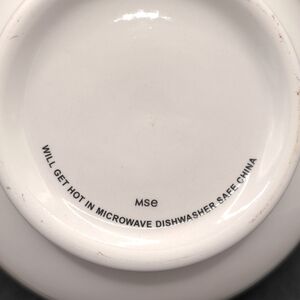 MSe
WILL GET HOT IN MICROWAVE DISHWASHER SAFE CHINA